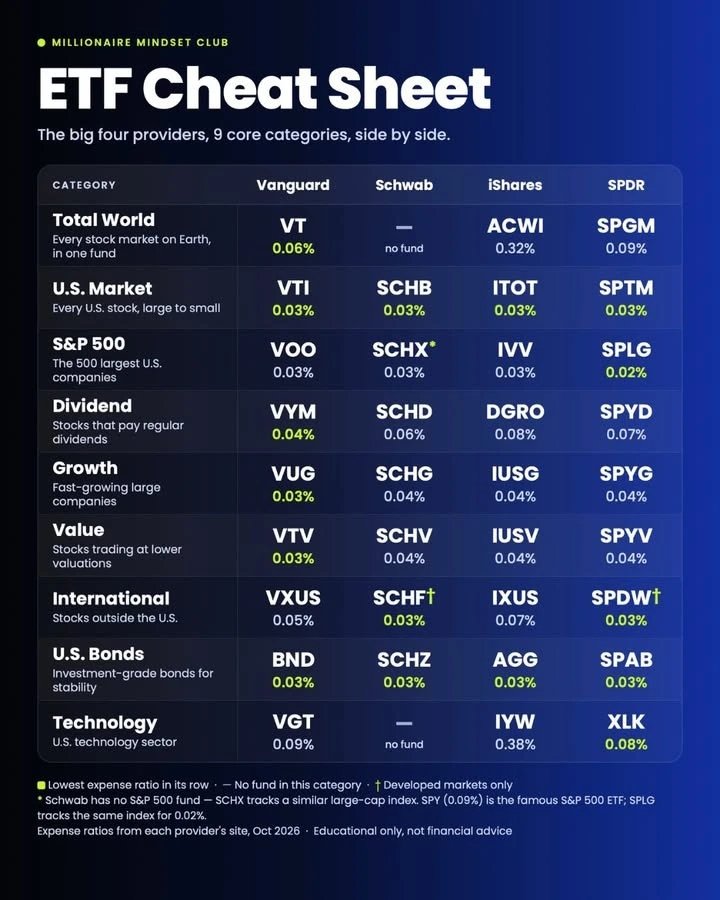 MILLIONAIRE MINDSET CLUB
ETF Cheat Sheet
The big four providers, 9 core categories, side by side.
CATEGORY Vanguard Schwab iShares SPDR
Total World VT — ACWI SPGM
Every stock market on Earth, 0.06% no fund 0.32% 0.09%
in one fund
U.S. Market VTI SCHB ITOT SPTM
Every U.S. stock, large to small 0.03% 0.03% 0.03% 0.03%
S&P 500 VOO SCHX* IVV SPLG
The 500 largest U.S. 0.03% 0.03% 0.03% 0.02%
companies
Dividend VYM SCHD DGRO SPYD
Stocks that pay regular 0.04% 0.06% 0.08% 0.07%
dividends
Growth VUG SCHG IUSG SPYG
Fast-growing large 0.03% 0.04% 0.04% 0.04%
companies
Value VTV SCHV IUSV SPYV
Stocks trading at lower 0.03% 0.04% 0.04% 0.04%
valuations
International VXUS SCHF† IXUS SPDW†
Stocks outside the U.S. 0.05% 0.03% 0.07% 0.03%
U.S. Bonds BND SCHZ AGG SPAB
Investment-grade bonds for 0.03% 0.03% 0.03% 0.03%
stability
Technology VGT — IYW XLK
U.S. technology sector 0.09% no fund 0.38% 0.08%
Lowest expense ratio in its row · — No fund in this category · † Developed markets only
* Schwab has no S&P 500 fund — SCHX tracks a similar large-cap index. SPY (0.09%) is the famous S&P 500 ETF; SPLG
tracks the same index for 0.02%.
Expense ratios from each provider's site, Oct 2026 · Educational only, not financial advice